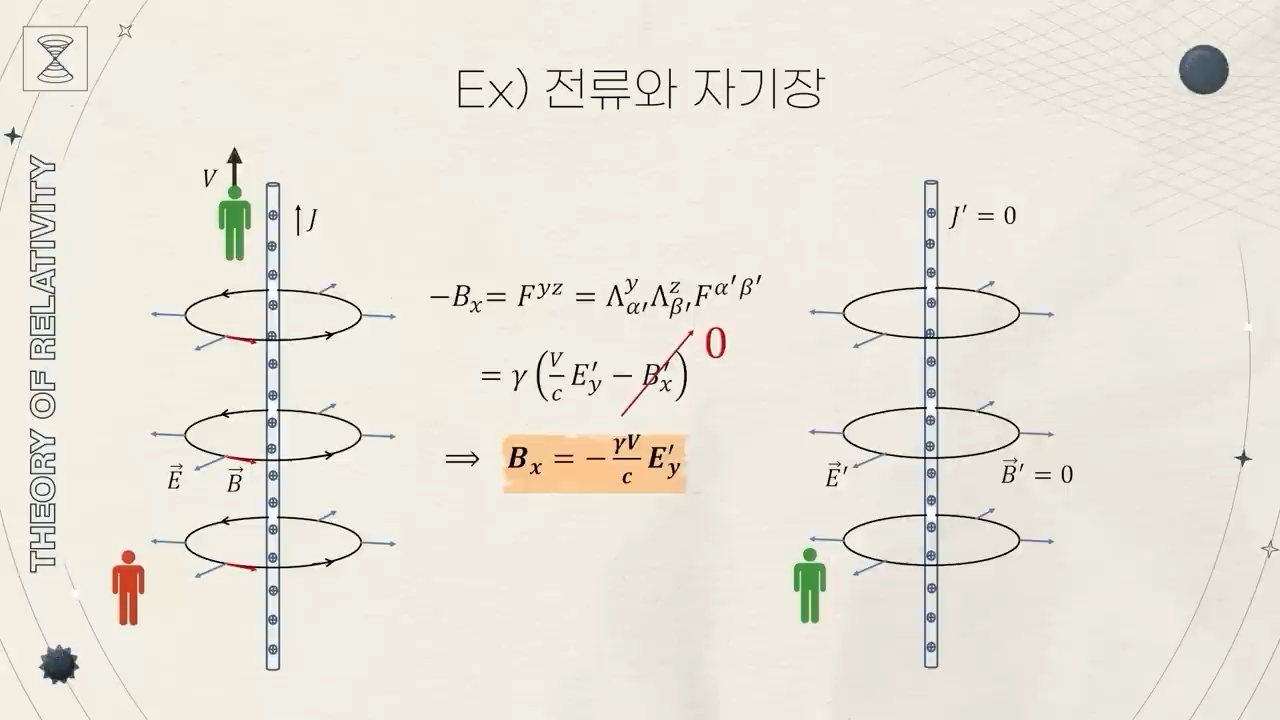 Ex) 전류와 자기장
THEORY OF RELATIVITY
V
J
E⃗
B⃗
−Bₓ = F^{yz} = Λ^y_{α′}Λ^z_{β′}F^{α′β′}
= γ (V/c E′_y − B′_x)
0
⟹ B_x = − γV/c E′_y
J′ = 0
E⃗′
B⃗′ = 0